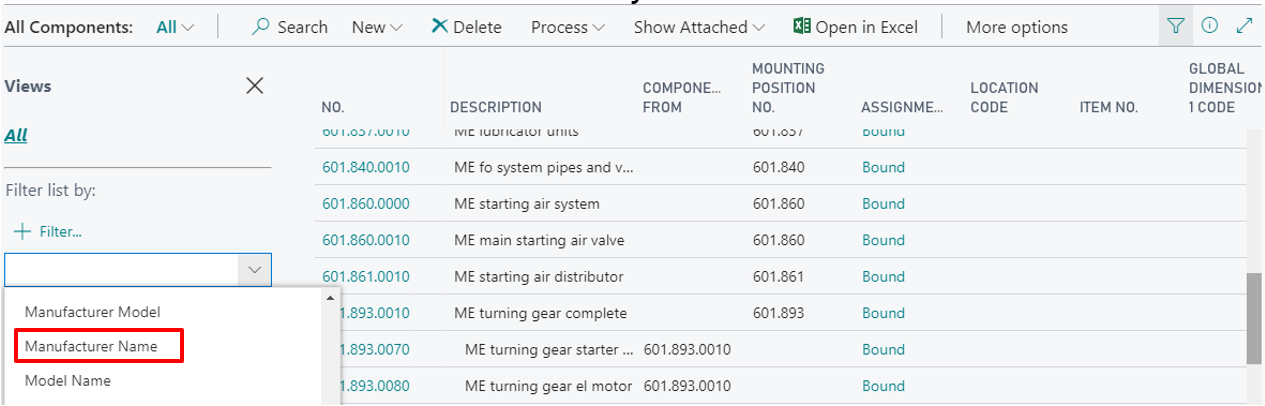 All Components: All Search New Delete Process Show Attached Open in Excel More options
Views
All
Filter list by:
Filter...
Manufacturer Model
Manufacturer Name
Model Name
NO. DESCRIPTION COMPONE... FROM MOUNTING POSITION NO. ASSIGNME... LOCATION CODE ITEM NO. GLOBAL DIMENSION 1 CODE
601.837.0010 ME lubricator units 601.837 Bound
601.840.0010 ME fo system pipes and v... 601.840 Bound
601.860.0000 ME starting air system 601.860 Bound
601.860.0010 ME main starting air valve 601.860 Bound
601.861.0010 ME starting air distributor 601.861 Bound
1.893.0010 ME turning gear complete 601.893 Bound
1.893.0070 ME turning gear starter ... 601.893.0010 Bound
1.893.0080 ME turning gear el motor 601.893.0010 Bound